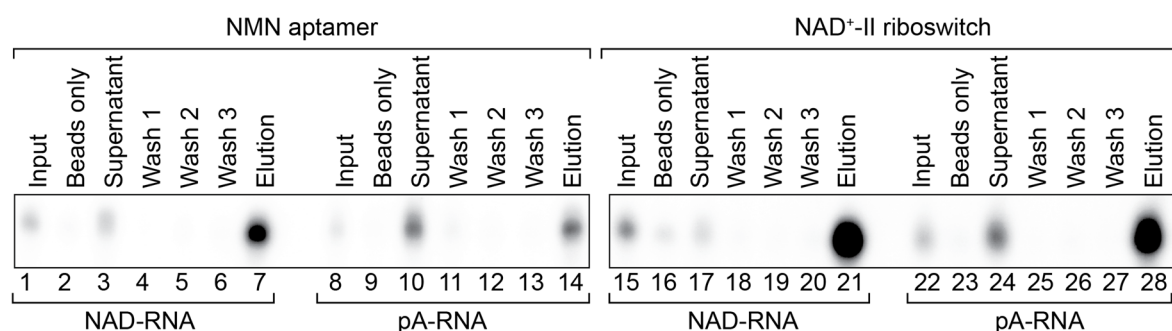 NMN aptamer NAD⁺-II riboswitch
Input Beads only Supernatant Wash 1 Wash 2 Wash 3 Elution Input Beads only Supernatant Wash 1 Wash 2 Wash 3 Elution Input Beads only Supernatant Wash 1 Wash 2 Wash 3 Elution Input Beads only Supernatant Wash 1 Wash 2 Wash 3 Elution
1 2 3 4 5 6 7 8 9 10 11 12 13 14 15 16 17 18 19 20 21 22 23 24 25 26 27 28
NAD-RNA pA-RNA NAD-RNA pA-RNA